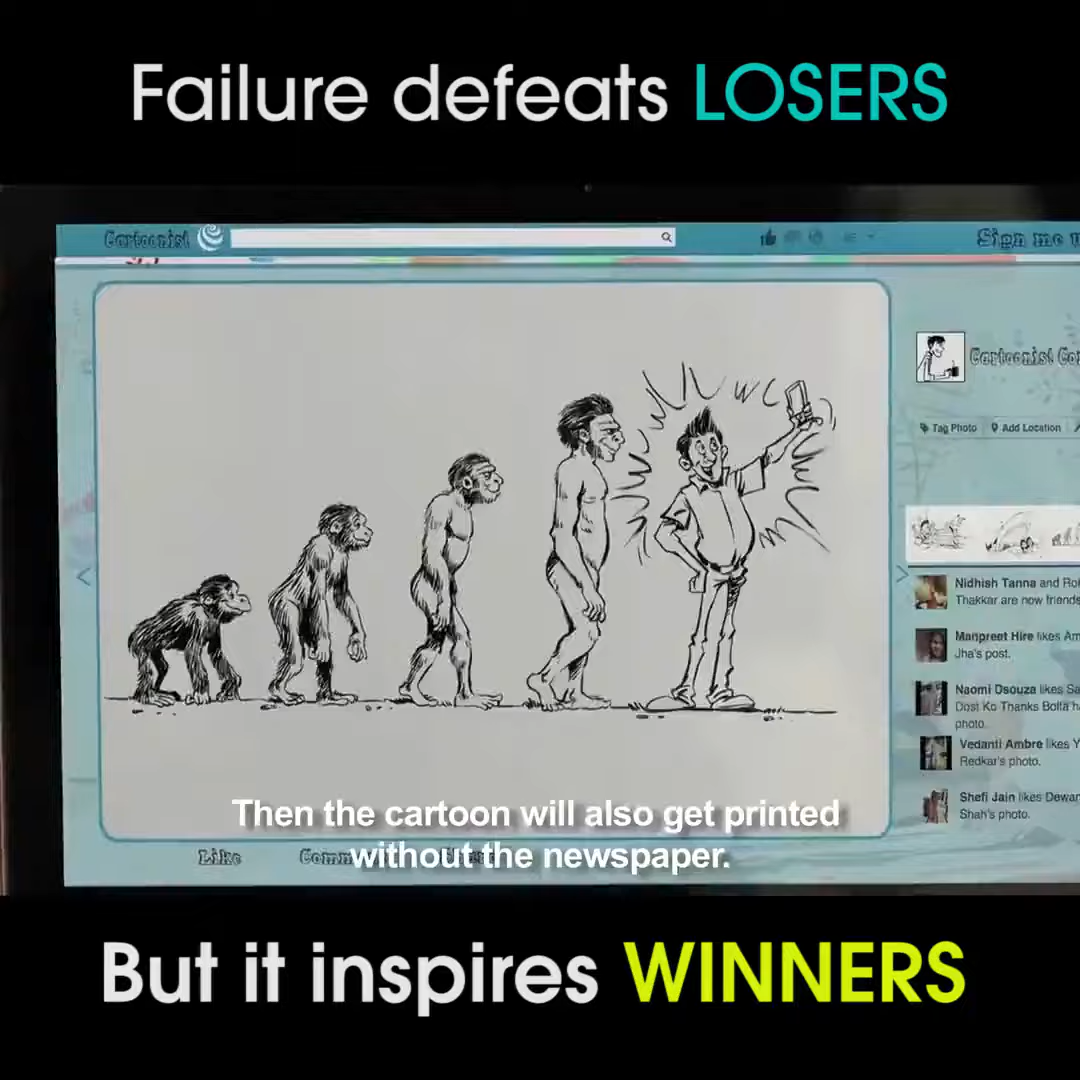 Failure defeats LOSERS
Cartoonist
Sign me
Cartoonist
Tag Photo
Add Location
Nidhish Tanna and
Thakkar are now friends
Manpreet Hire likes
Jha's post.
Naomi Dsouza likes
Dost Ko Thanks Bolta
photo.
Vedanti Ambre likes
Redkar's photo.
Shefi Jain likes
Shah's photo.
Then the cartoon will also get printed
Like
without the newspaper.
But it inspires WINNERS